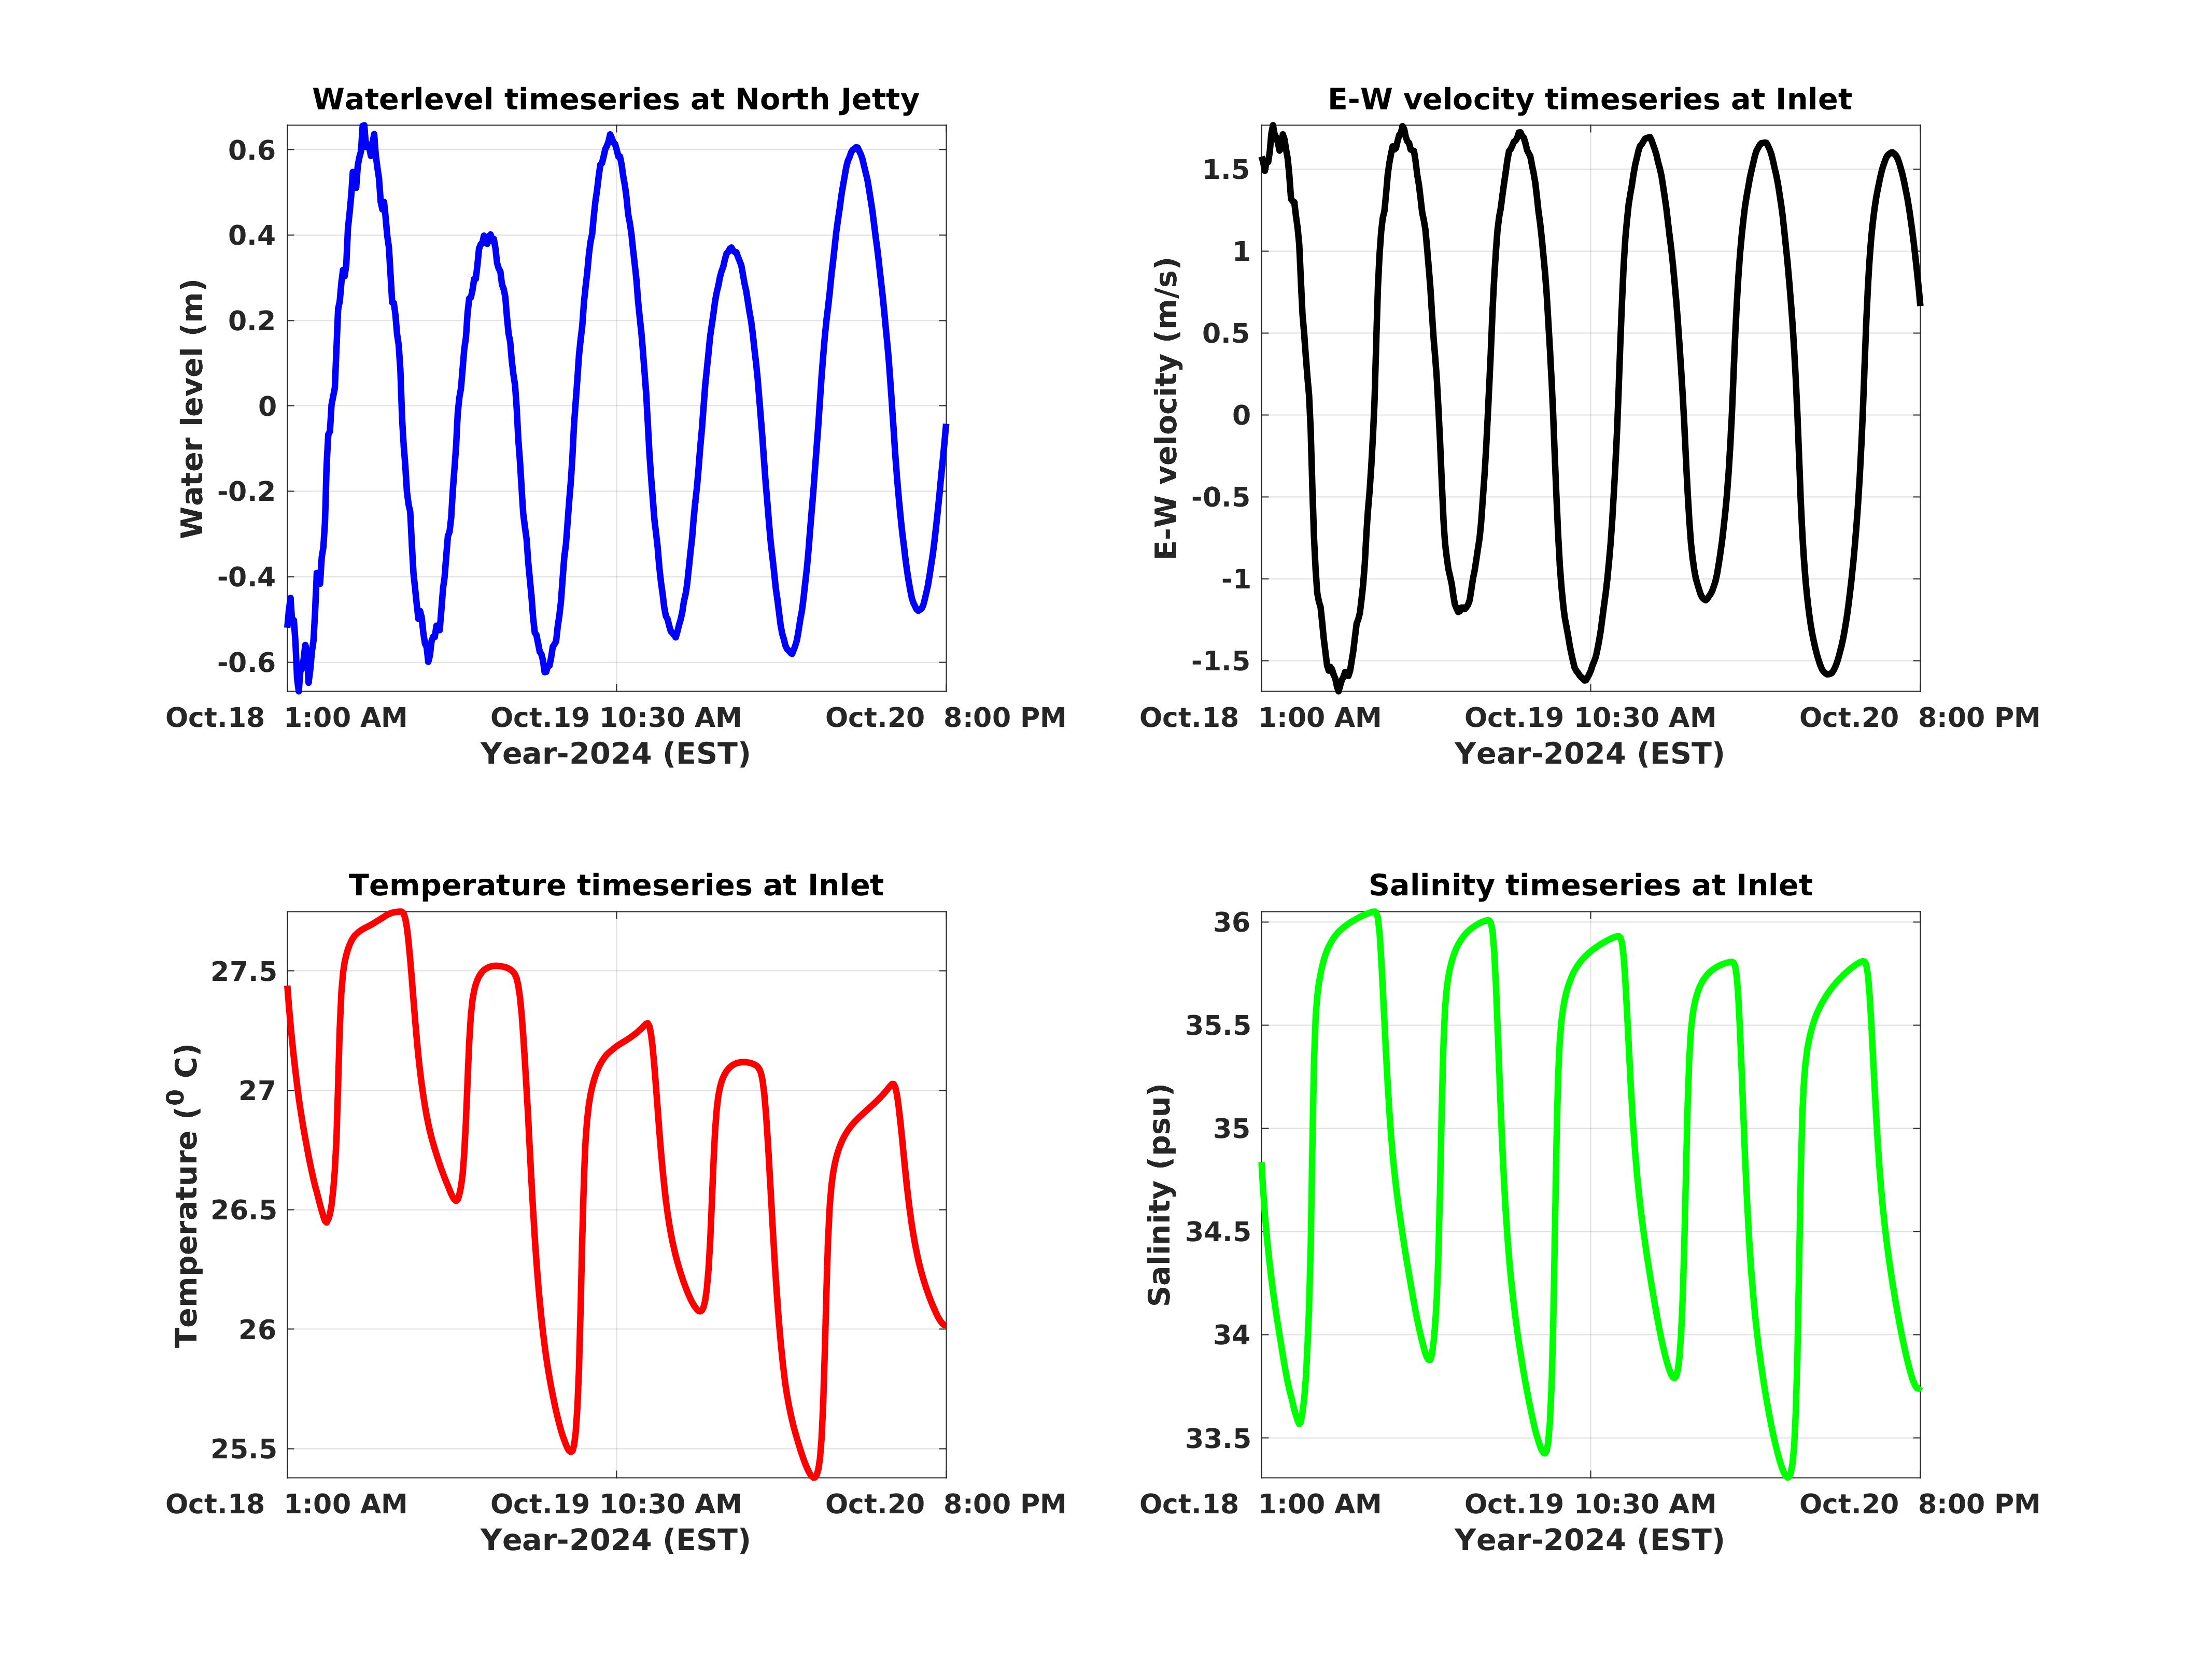 Waterlevel timeseries at North Jetty
0.6
0.4
0.2
0
-0.2
-0.4
-0.6
Water level (m)
Oct.18 1:00 AM Oct.19 10:30 AM Oct.20 8:00 PM
Year-2024 (EST)
E-W velocity timeseries at Inlet
1.5
1
0.5
0
-0.5
-1
-1.5
E-W velocity (m/s)
Oct.18 1:00 AM Oct.19 10:30 AM Oct.20 8:00 PM
Year-2024 (EST)
Temperature timeseries at Inlet
27.5
27
26.5
26
25.5
Temperature (⁰ C)
Oct.18 1:00 AM Oct.19 10:30 AM Oct.20 8:00 PM
Year-2024 (EST)
Salinity timeseries at Inlet
36
35.5
35
34.5
34
33.5
Salinity (psu)
Oct.18 1:00 AM Oct.19 10:30 AM Oct.20 8:00 PM
Year-2024 (EST)